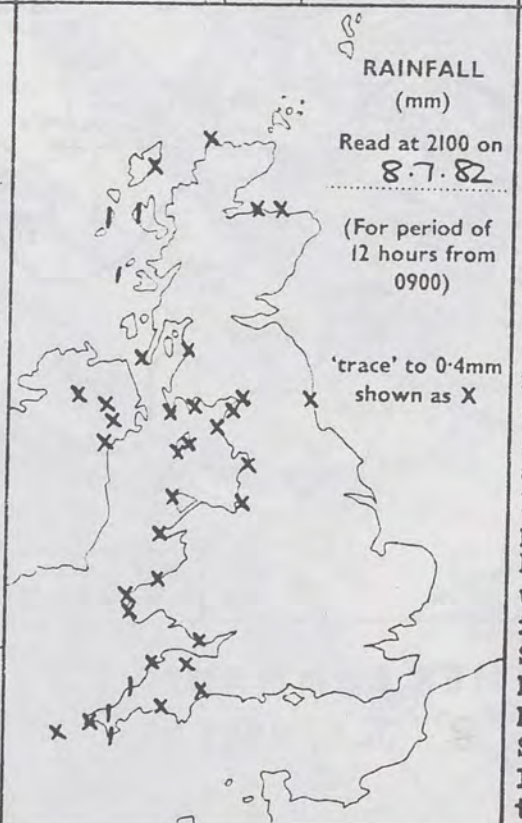 RAINFALL
(mm)
Read at 2100 on
8.7.82
(For period of
12 hours from
0900)
'trace' to 0·4mm
shown as X